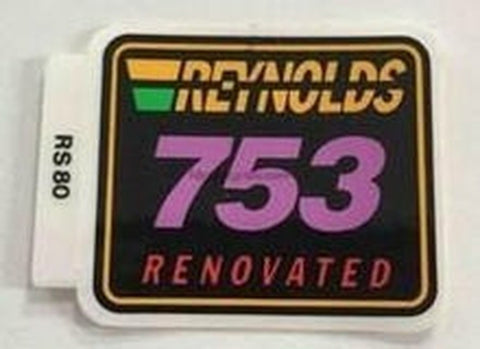 REYNOLDS
753
RENOVATED
RS 80